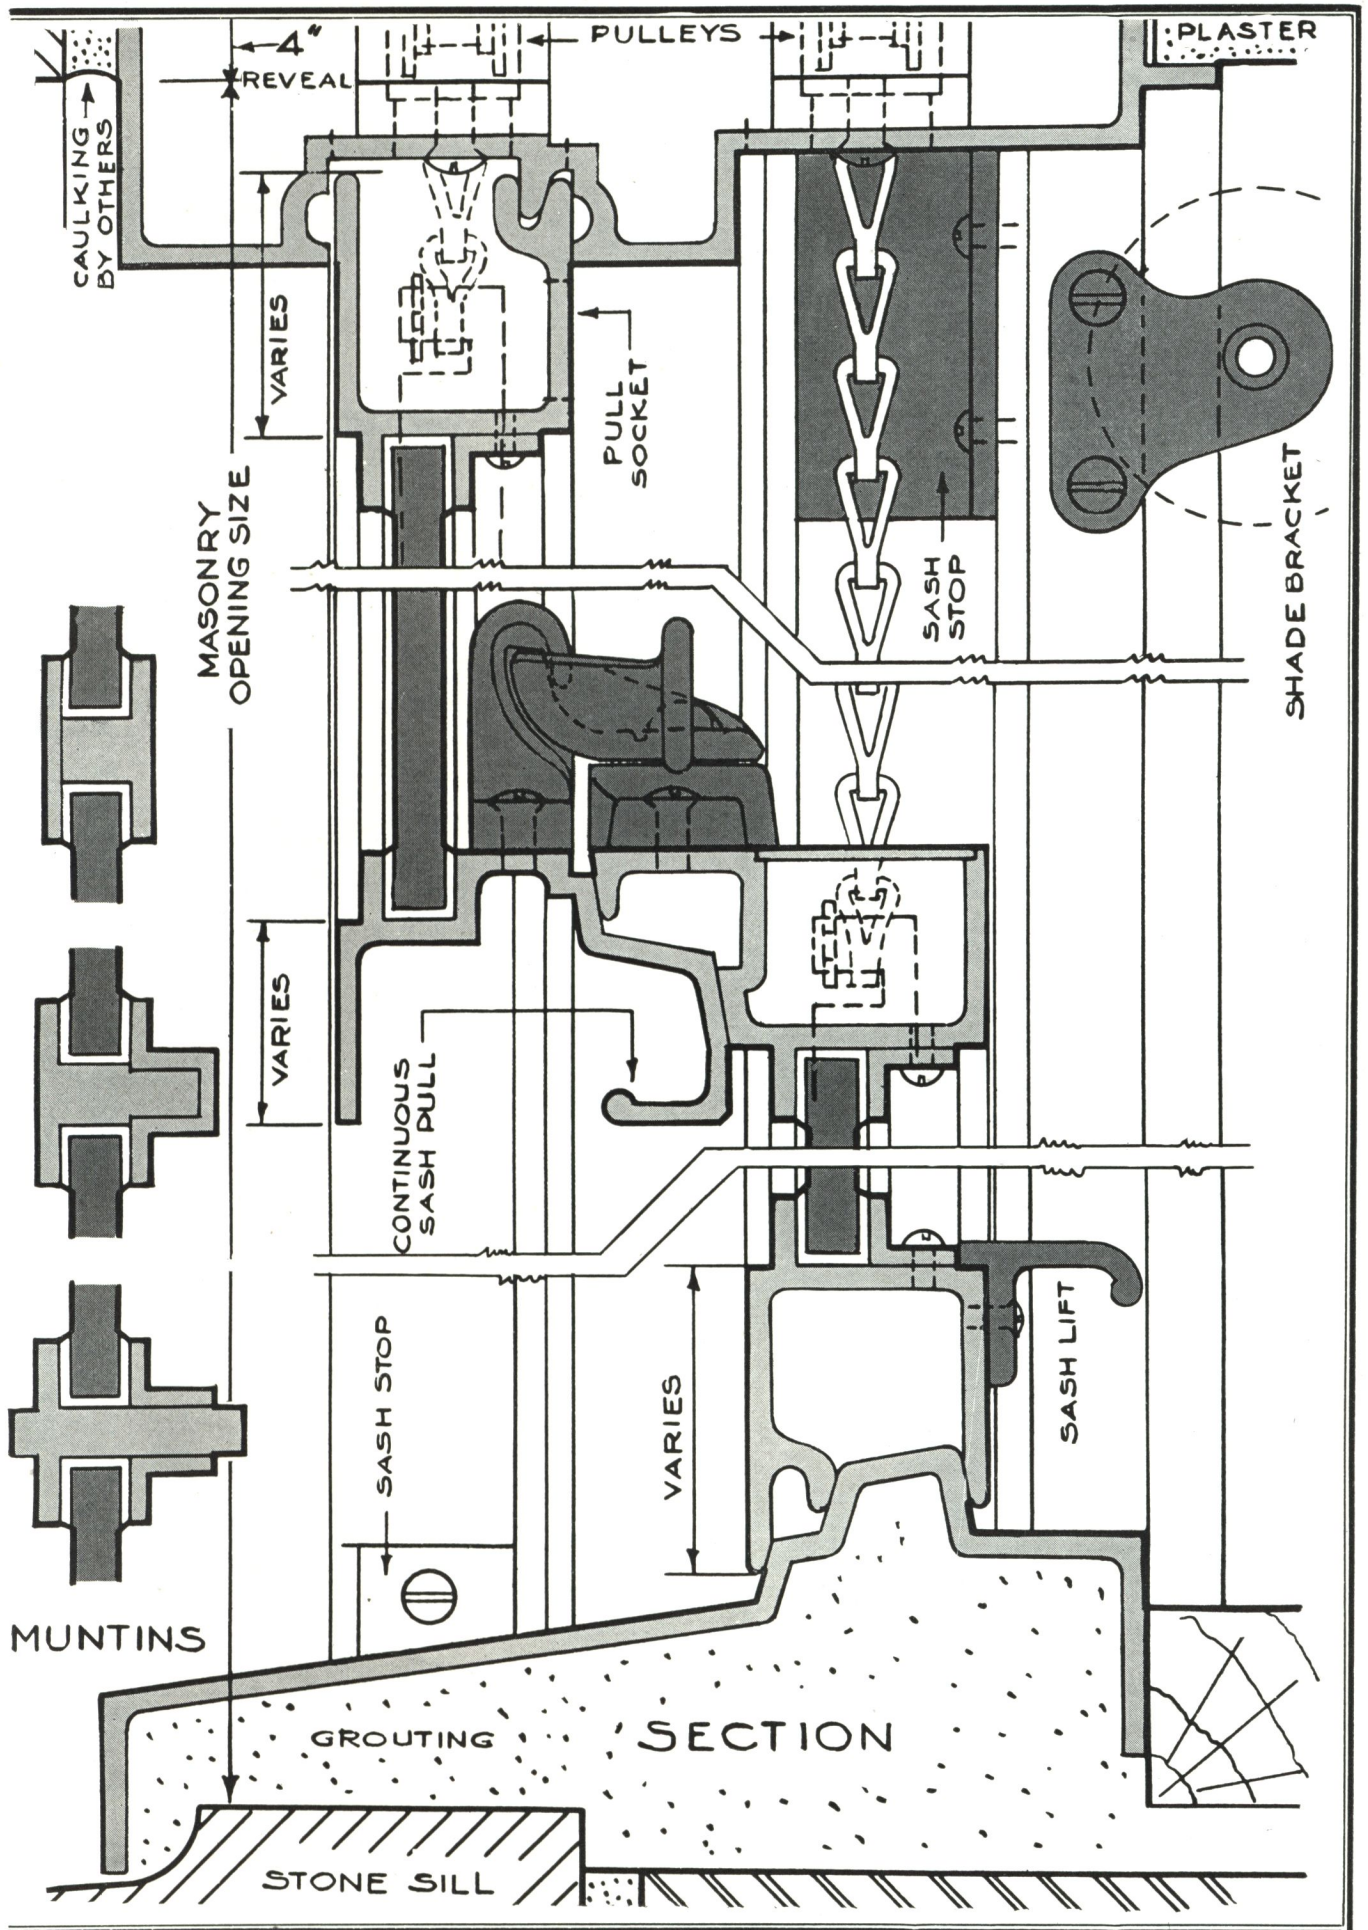 4"
REVEAL
PULLEYS
PLASTER
CAULKING
BY OTHERS
VARIES
PULL
SOCKET
MASONRY
OPENING SIZE
SASH
STOP
SHADE BRACKET
VARIES
CONTINUOUS
SASH PULL
SASH STOP
VARIES
SASH LIFT
MUNTINS
GROUTING
SECTION
STONE SILL